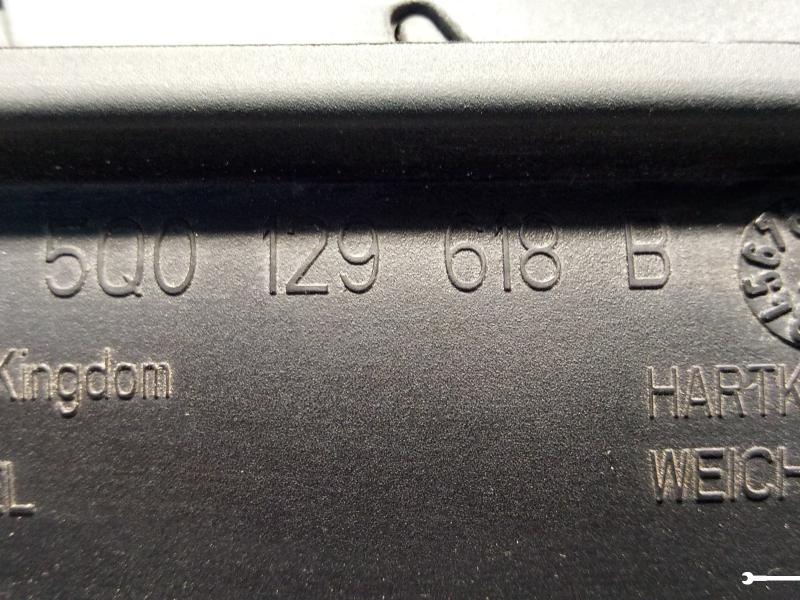 5Q0 129 618 B
Kingdom
HARTK
WEICH